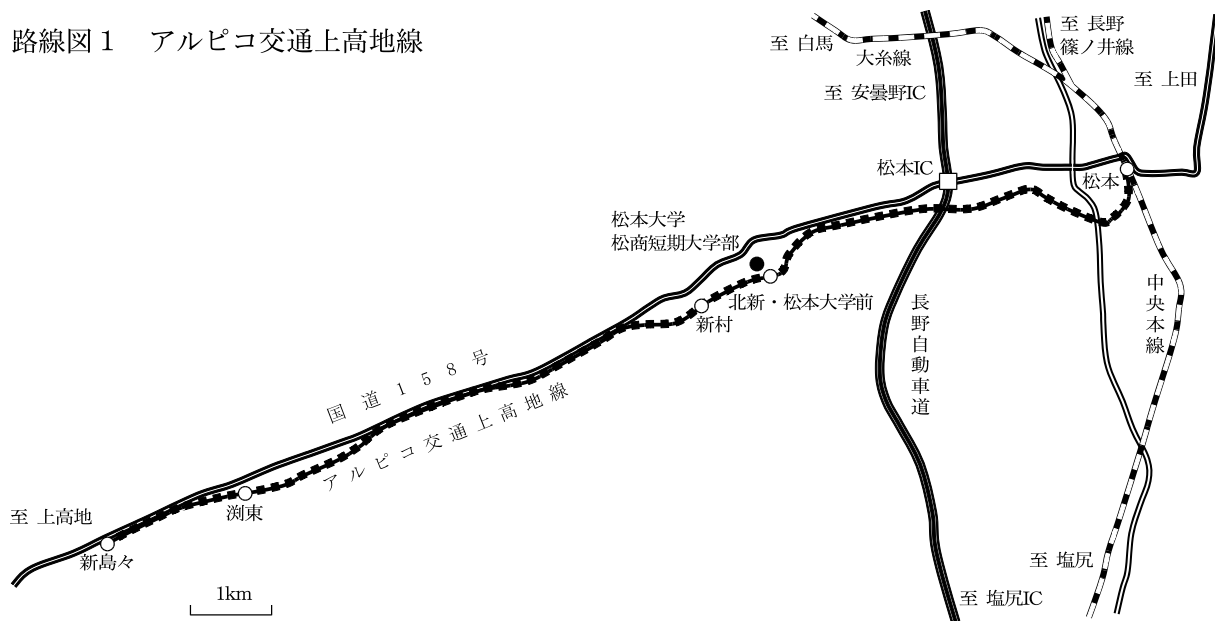 路線図１　アルピコ交通上高地線
至 白馬
大糸線
至 長野
篠ノ井線
至 上田
至 安曇野IC
松本IC
松本
松本大学
松商短期大学部
北新・松本大学前
新村
長野自動車道
中央本線
国道１５８号
アルピコ交通上高地線
至 上高地
渕東
新島々
1km
至 塩尻
至 塩尻IC